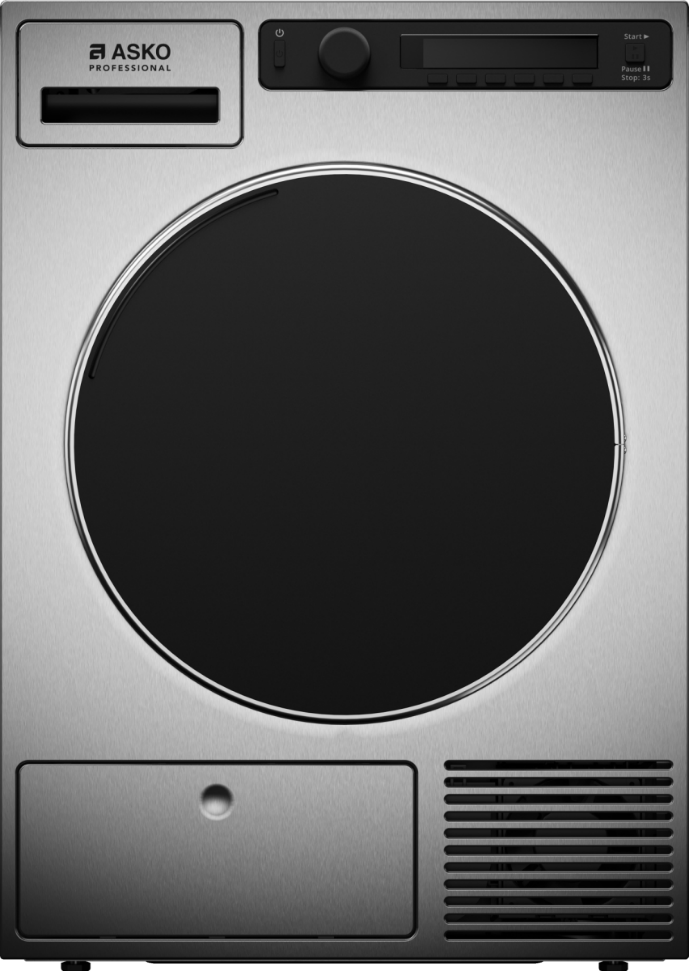 ASKO
PROFESSIONAL
Start ▶
Pause ❚❚
Stop: 3s